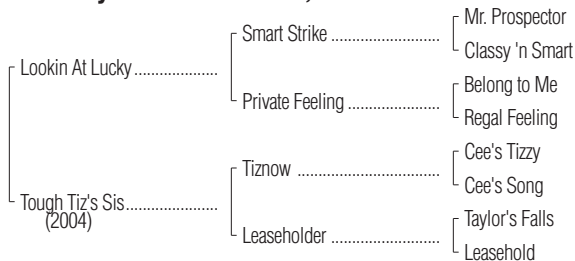 Mr. Prospector
Smart Strike ..............................
Classy 'n Smart
Lookin At Lucky.......................
Belong to Me
Private Feeling .........................
Regal Feeling
Cee's Tizzy
Tiznow .......................................
Cee's Song
Tough Tiz's Sis.........................
(2004)
Taylor's Falls
Leaseholder ..............................
Leasehold